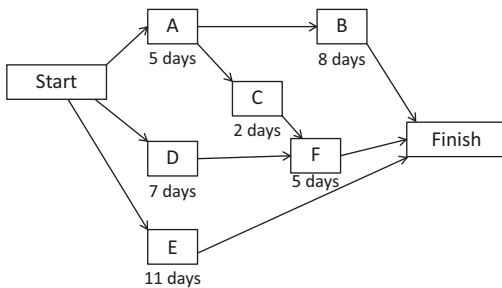 A
B
5 days
8 days
Start
C
2 days
Finish
D
F
7 days
5 days
E
11 days